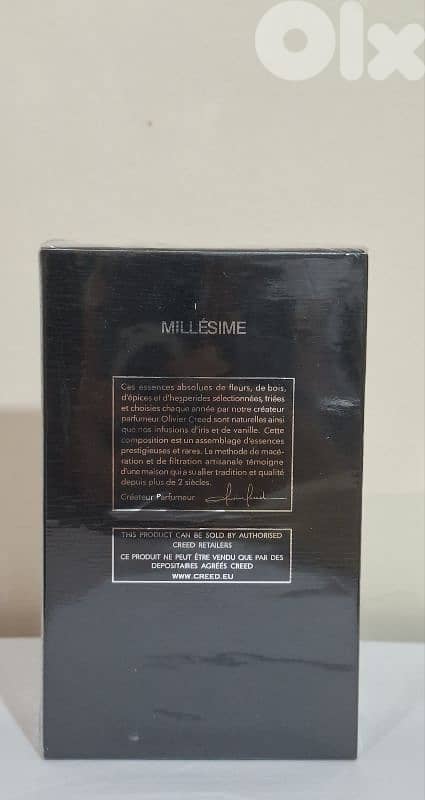 Olx
MILLÉSIME
Ces essences absolues de fleurs, de bois,
d'épices et d'hesperides sélectionnées, triées
et choisies chaque année par notre créateur
parfumeur Olivier Creed sont naturelles ainsi
que nos infusions d'iris et de vanille. Cette
composition est un assemblage d'essences
prestigieuses et rares. La methode de macé-
ration et de filtration artisanale témoigne
d'une maison qui a su aller tradition et qualité
depuis plus de 2 siècles.
Créateur Parfumeur
THIS PRODUCT CAN BE SOLD BY AUTHORISED
CREED RETAILERS
CE PRODUIT NE PEUT ÊTRE VENDU QUE PAR DES
DEPOSITAIRES AGRÉÉS CREED
WWW.CREED.EU